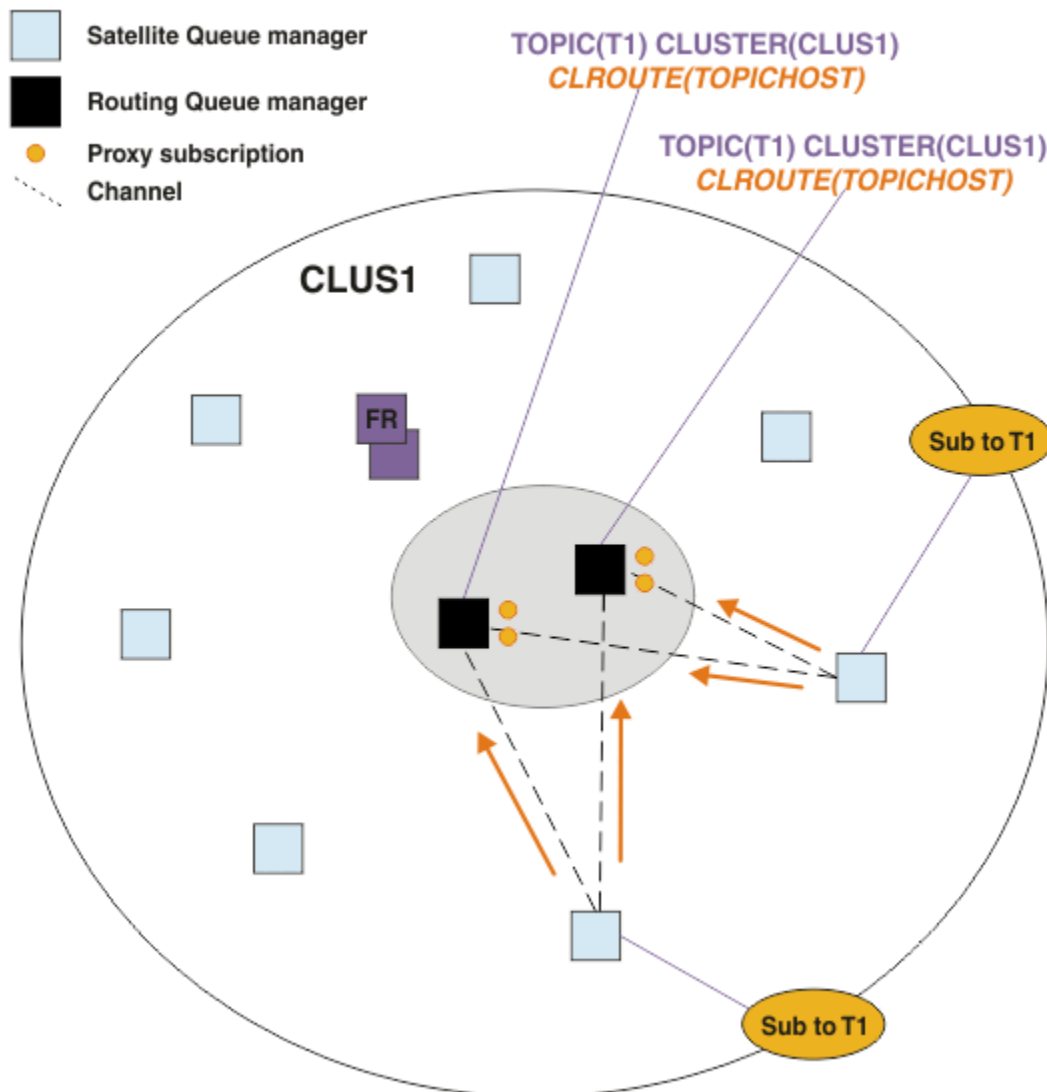 Satellite Queue manager
Routing Queue manager
Proxy subscription
Channel
TOPIC(T1) CLUSTER(CLUS1)
CLROUTE(TOPICHOST)
TOPIC(T1) CLUSTER(CLUS1)
CLROUTE(TOPICHOST)
CLUS1
FR
Sub to T1
Sub to T1